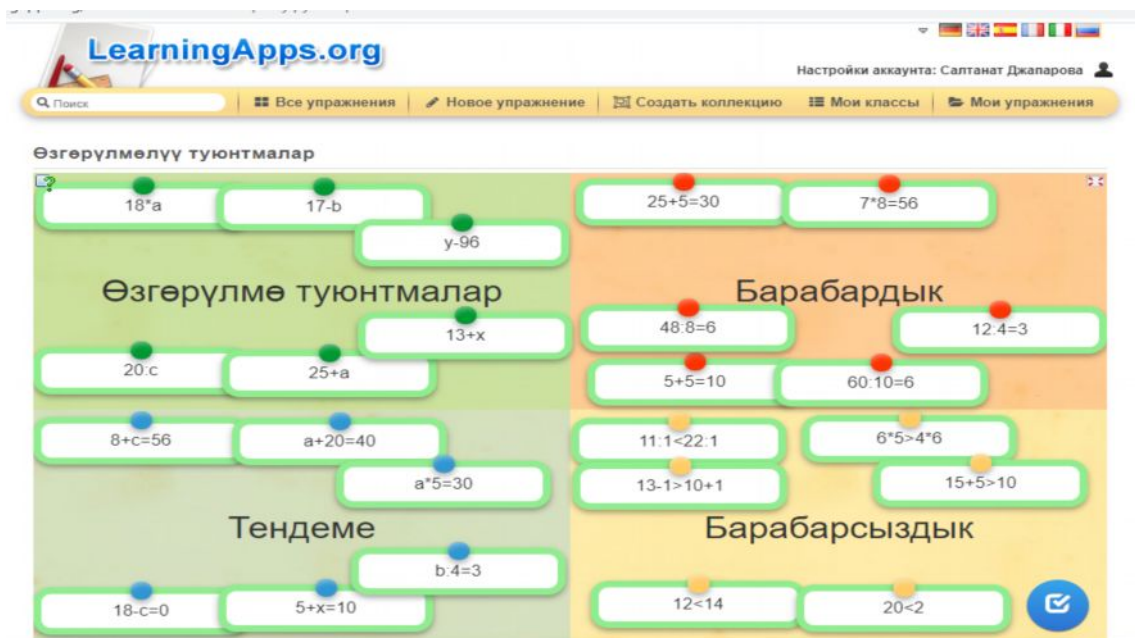 LearningApps.org
Настройки аккаунта: Салтанат Джапарова
Поиск
Все упражнения
Новое упражнение
Создать коллекцию
Мои классы
Мои упражнения
Өзгөрүлмөлүү туюнтмалар
18*a
17-b
y-96
Өзгөрүлмө туюнтмалар
13+x
20:c
25+a
25+5=30
7*8=56
Барабардык
48:8=6
12:4=3
5+5=10
60:10=6
8+c=56
a+20=40
a*5=30
Тендеме
b:4=3
18-c=0
5+x=10
11:1<22:1
6*5>4*6
13-1>10+1
15+5>10
Барабарсыздык
12<14
20<2